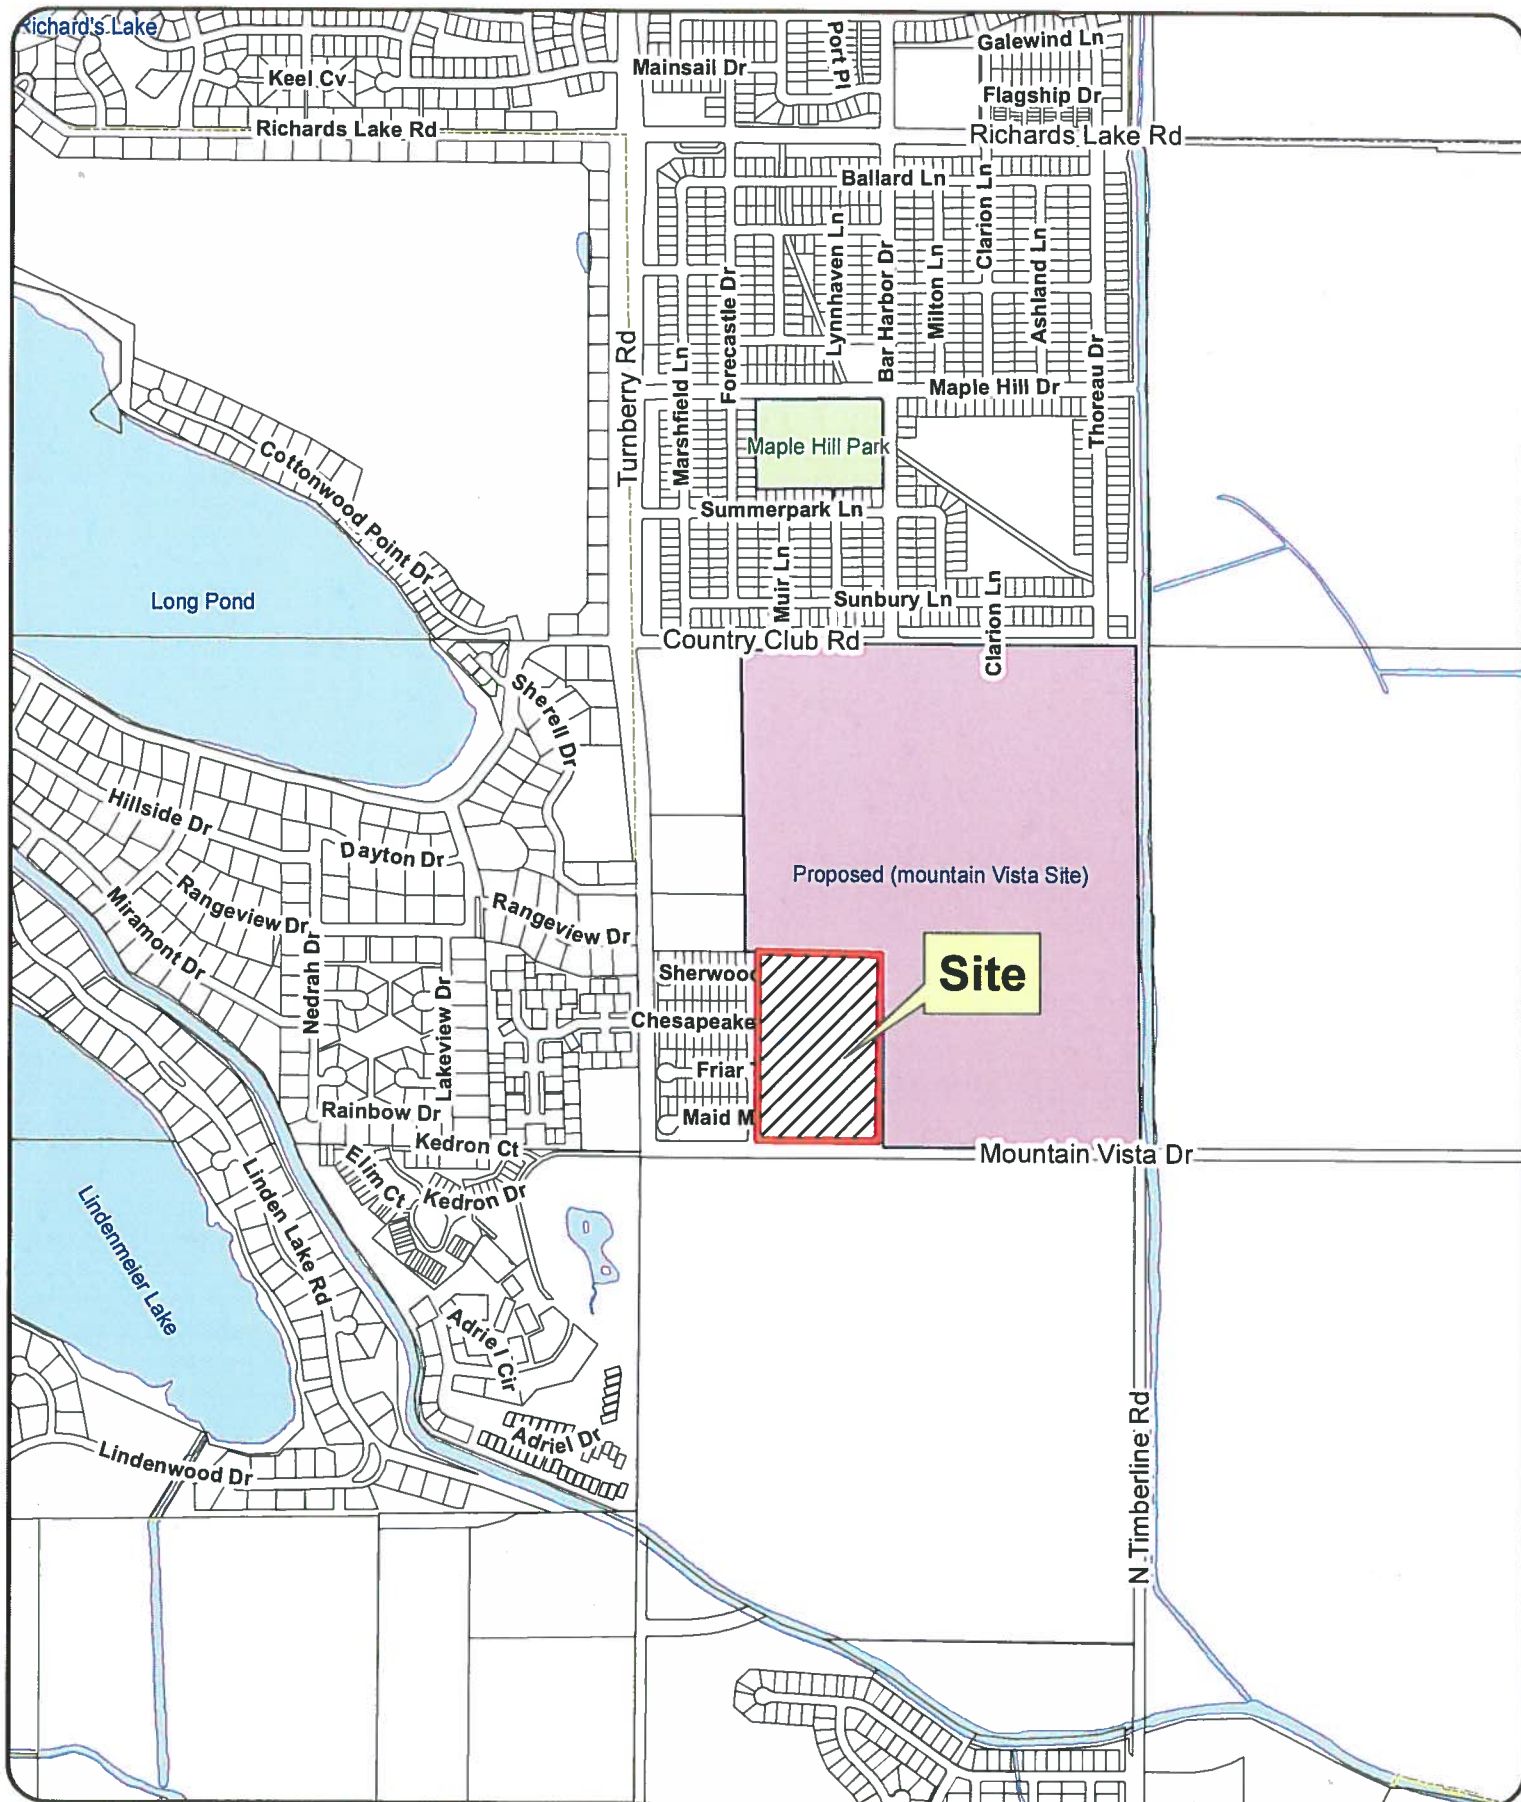 Richard's Lake
Galewind Ln
Port Pl
Mainsail Dr
Keel Cv
Flagship Dr
Richards Lake Rd
Richards Lake Rd
Ballard Ln
Clarion Ln
Lynnhaven Ln
Bar Harbor Dr
Milton Ln
Ashland Ln
Forecastle Dr
Turnberry Rd
Marshfield Ln
Maple Hill Dr
Thoreau Dr
Maple Hill Park
Cottonwood Point Dr
Summerpark Ln
Muir Ln
Long Pond
Sunbury Ln
Clarion Ln
Country Club Rd
Sherell Dr
Hillside Dr
Dayton Dr
Proposed (mountain Vista Site)
Rangeview Dr
Miramont Dr
Rangeview Dr
Nedrah Dr
Sherwood
Site
Lakeview Dr
Chesapeake
Friar
Rainbow Dr
Maid M
Kedron Ct
Mountain Vista Dr
Elim Ct
Kedron Dr
Linden Lake Rd
Lindenmeier Lake
Adriel Cir
Adriel Dr
N Timberline Rd
Lindenwood Dr